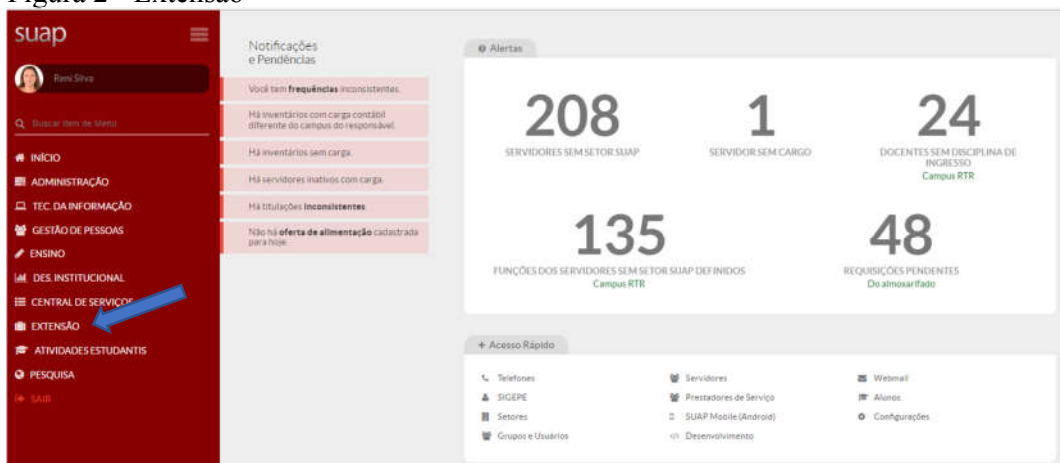 Figura 2 - Extensão
suap
Reni Silva
Buscar Item de Menu
INÍCIO
ADMINISTRAÇÃO
TEC. DA INFORMAÇÃO
GESTÃO DE PESSOAS
ENSINO
DES. INSTITUCIONAL
CENTRAL DE SERVIÇOS
EXTENSÃO
ATIVIDADES ESTUDANTIS
PESQUISA
SAIR
Notificações
e Pendências
Você tem frequências inconsistentes.
Há inventários com carga contábil
diferente do campus do responsável.
Há inventários sem carga.
Há servidores inativos com carga.
Há titulações inconsistentes.
Não há oferta de alimentação cadastrada
para hoje.
Alertas
208
SERVIDORES SEM SETOR SUAP
1
SERVIDOR SEM CARGO
24
DOCENTES SEM DISCIPLINA DE
INGRESSO
Campus RTR
135
FUNÇÕES DOS SERVIDORES SEM SETOR SUAP DEFINIDOS
Campus RTR
48
REQUISIÇÕES PENDENTES
Do almoxarifado
+ Acesso Rápido
Telefones
SIGEPE
Setores
Grupos e Usuários
Servidores
Prestadores de Serviço
SUAP Mobile (Android)
Desenvolvimento
Webmail
Alunos
Configurações